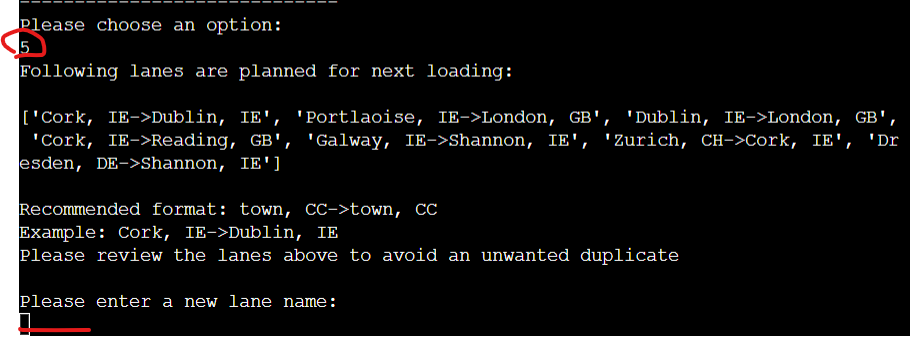 ------------------------------
Please choose an option:
5
Following lanes are planned for next loading:
['Cork, IE->Dublin, IE', 'Portlaoise, IE->London, GB', 'Dublin, IE->London, GB',
 'Cork, IE->Reading, GB', 'Galway, IE->Shannon, IE', 'Zurich, CH->Cork, IE', 'Dr
esden, DE->Shannon, IE']
Recommended format: town, CC->town, CC
Example: Cork, IE->Dublin, IE
Please review the lanes above to avoid an unwanted duplicate
Please enter a new lane name: